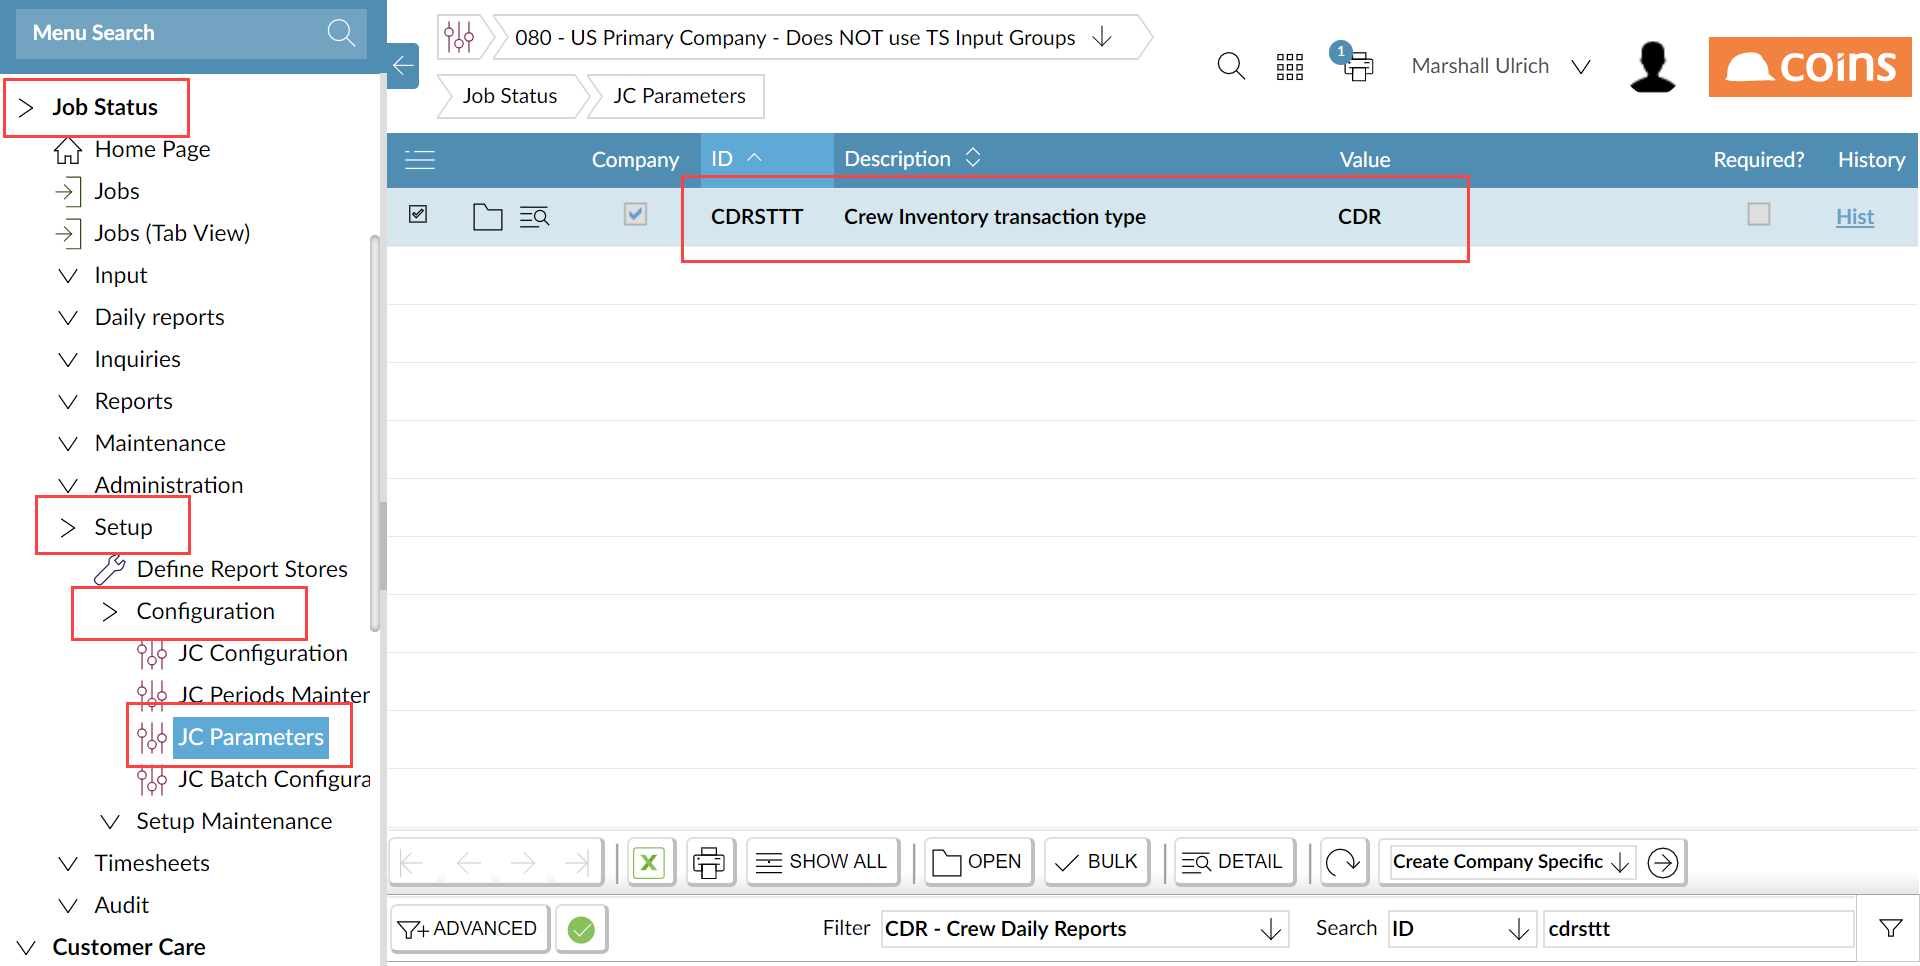 Menu Search
Job Status
Home Page
Jobs
Jobs (Tab View)
Input
Daily reports
Inquiries
Reports
Maintenance
Administration
Setup
Define Report Stores
Configuration
JC Configuration
JC Periods Mainten
JC Parameters
JC Batch Configura
Setup Maintenance
Timesheets
Audit
Customer Care
080 - US Primary Company - Does NOT use TS Input Groups
Job Status
JC Parameters
1
Marshall Ulrich
coins
Company ID Description Value Required? History
CDRSTTT Crew Inventory transaction type CDR Hist
X SHOW ALL OPEN BULK DETAIL Create Company Specific
ADVANCED Filter CDR - Crew Daily Reports Search ID cdrsttt